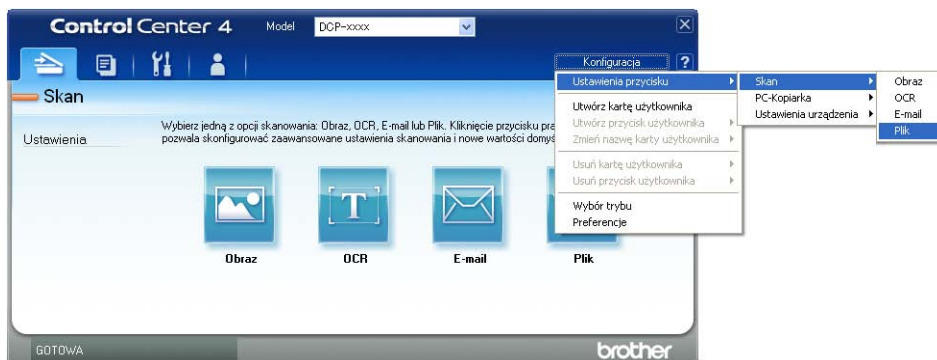 Control Center 4
Model
DCP-xxxx
Konfiguracja
?
Skan
Ustawienia
Wybierz jedną z opcji skanowania: Obraz, OCR, E-mail lub Plik. Kliknięcie przycisku
pozwala skonfigurować zaawansowane ustawienia skanowania i nowe wartości
T
Obraz
OCR
E-mail
Plik
Ustawienia przycisku
Utwórz kartę użytkownika
Utwórz przycisk użytkownika
Zmień nazwę karty użytkownika
Usuń kartę użytkownika
Usuń przycisk użytkownika
Wybór trybu
Preferencje
Skan
PC-Kopiarka
Ustawienia urządzenia
Obraz
OCR
E-mail
Plik
GOTOWA
brother